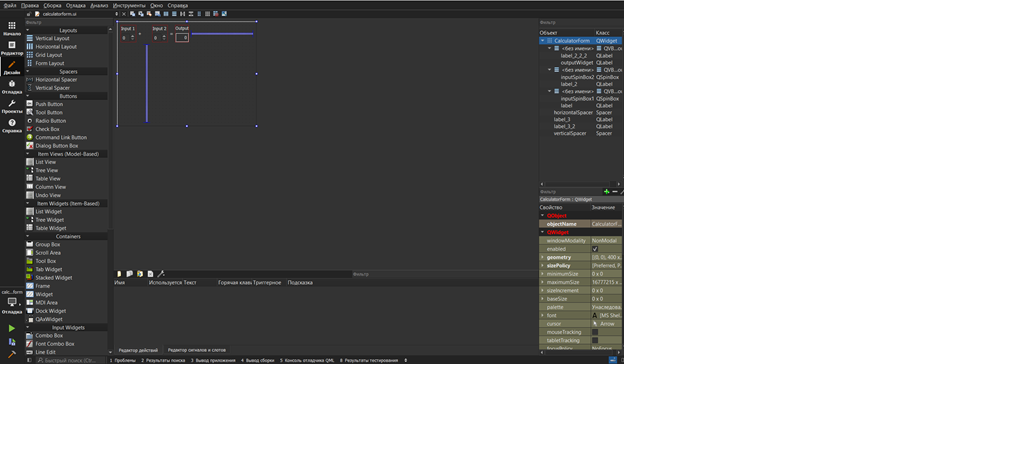 Файл Правка Сборка Отладка Анализ Инструменты Окно Справка
calculatorform.ui
Фильтр
Начало
Редактор
Дизайн
Отладка
Проекты
Справка
calc...form
Отладка
Layouts
Vertical Layout
Horizontal Layout
Grid Layout
Form Layout
Spacers
Horizontal Spacer
Vertical Spacer
Buttons
Push Button
Tool Button
Radio Button
Check Box
Command Link Button
Dialog Button Box
Item Views (Model-Based)
List View
Tree View
Table View
Column View
Undo View
Item Widgets (Item-Based)
List Widget
Tree Widget
Table Widget
Containers
Group Box
Scroll Area
Tool Box
Tab Widget
Stacked Widget
Frame
Widget
MDI Area
Dock Widget
QAxWidget
Input Widgets
Combo Box
Font Combo Box
Line Edit
Input 1 Input 2 Output
0 + 0 = 0
Фильтр
Имя Используется Текст Горячая клави Триггерное Подсказка
Редактор действий Редактор сигналов и слотов
Фильтр
Объект Класс
CalculatorForm QWidget
<без имени> QVB...ou
label_2_2_2 QLabel
outputWidget QLabel
<без имени> QVB...ou
inputSpinBox2 QSpinBox
label_2 QLabel
<без имени> QVB...ou
inputSpinBox1 QSpinBox
label QLabel
horizontalSpacer Spacer
label_3 QLabel
label_3_2 QLabel
verticalSpacer Spacer
Фильтр
CalculatorForm : QWidget
Свойство Значение
QObject
objectName CalculatorF...
QWidget
windowModality NonModal
enabled
geometry [(0, 0), 400 x...
sizePolicy [Preferred, P...
minimumSize 0 x 0
maximumSize 16777215 x...
sizeIncrement 0 x 0
baseSize 0 x 0
palette Унаследова...
font A [MS Shel...
cursor Arrow
mouseTracking
tabletTracking
Быстрый поиск (Ctr... 1 Проблемы 2 Результаты поиска 3 Вывод приложения 4 Вывод сборки 5 Консоль отладчика QML 8 Результаты тестирования